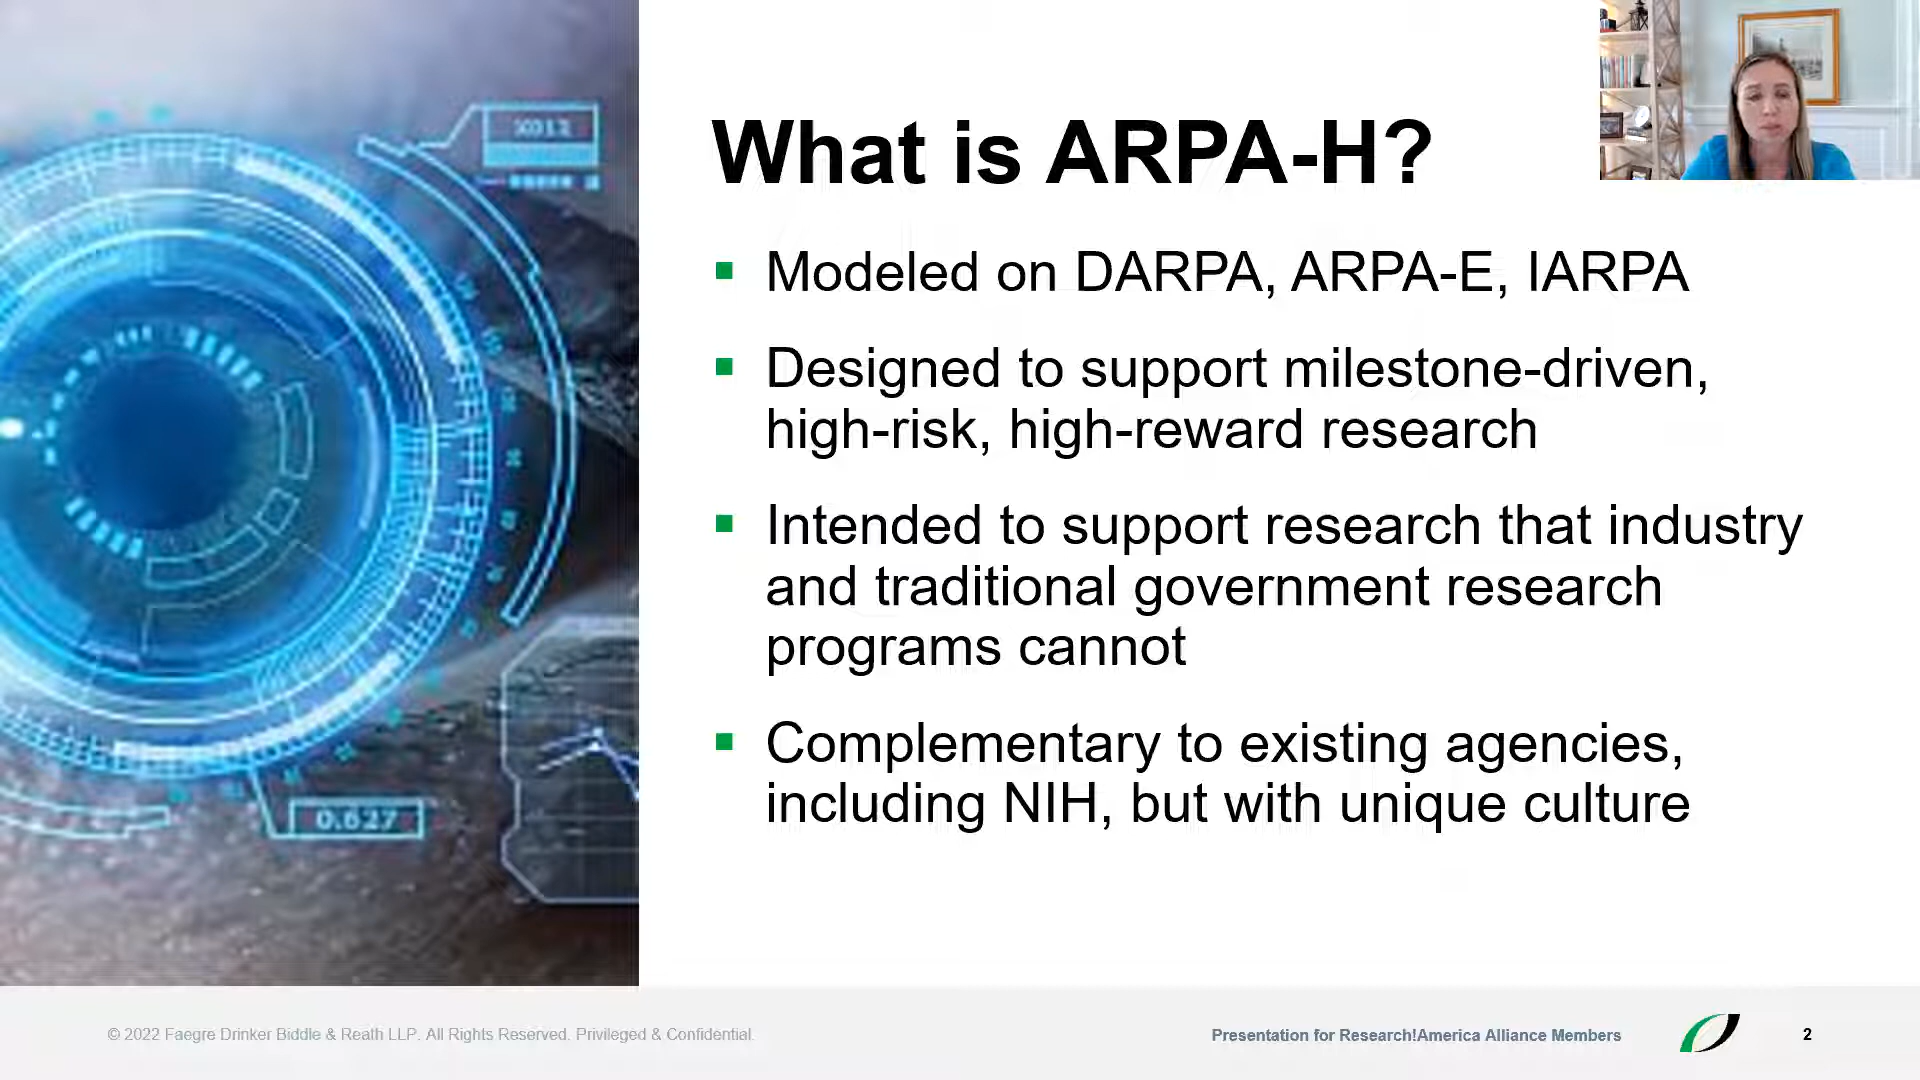 What is ARPA-H?
▪ Modeled on DARPA, ARPA-E, IARPA
▪ Designed to support milestone-driven,
high-risk, high-reward research
▪ Intended to support research that industry
and traditional government research
programs cannot
▪ Complementary to existing agencies,
including NIH, but with unique culture
0.627
© 2022 Faegre Drinker Biddle & Reath LLP. All Rights Reserved. Privileged & Confidential.
Presentation for Research!America Alliance Members
2